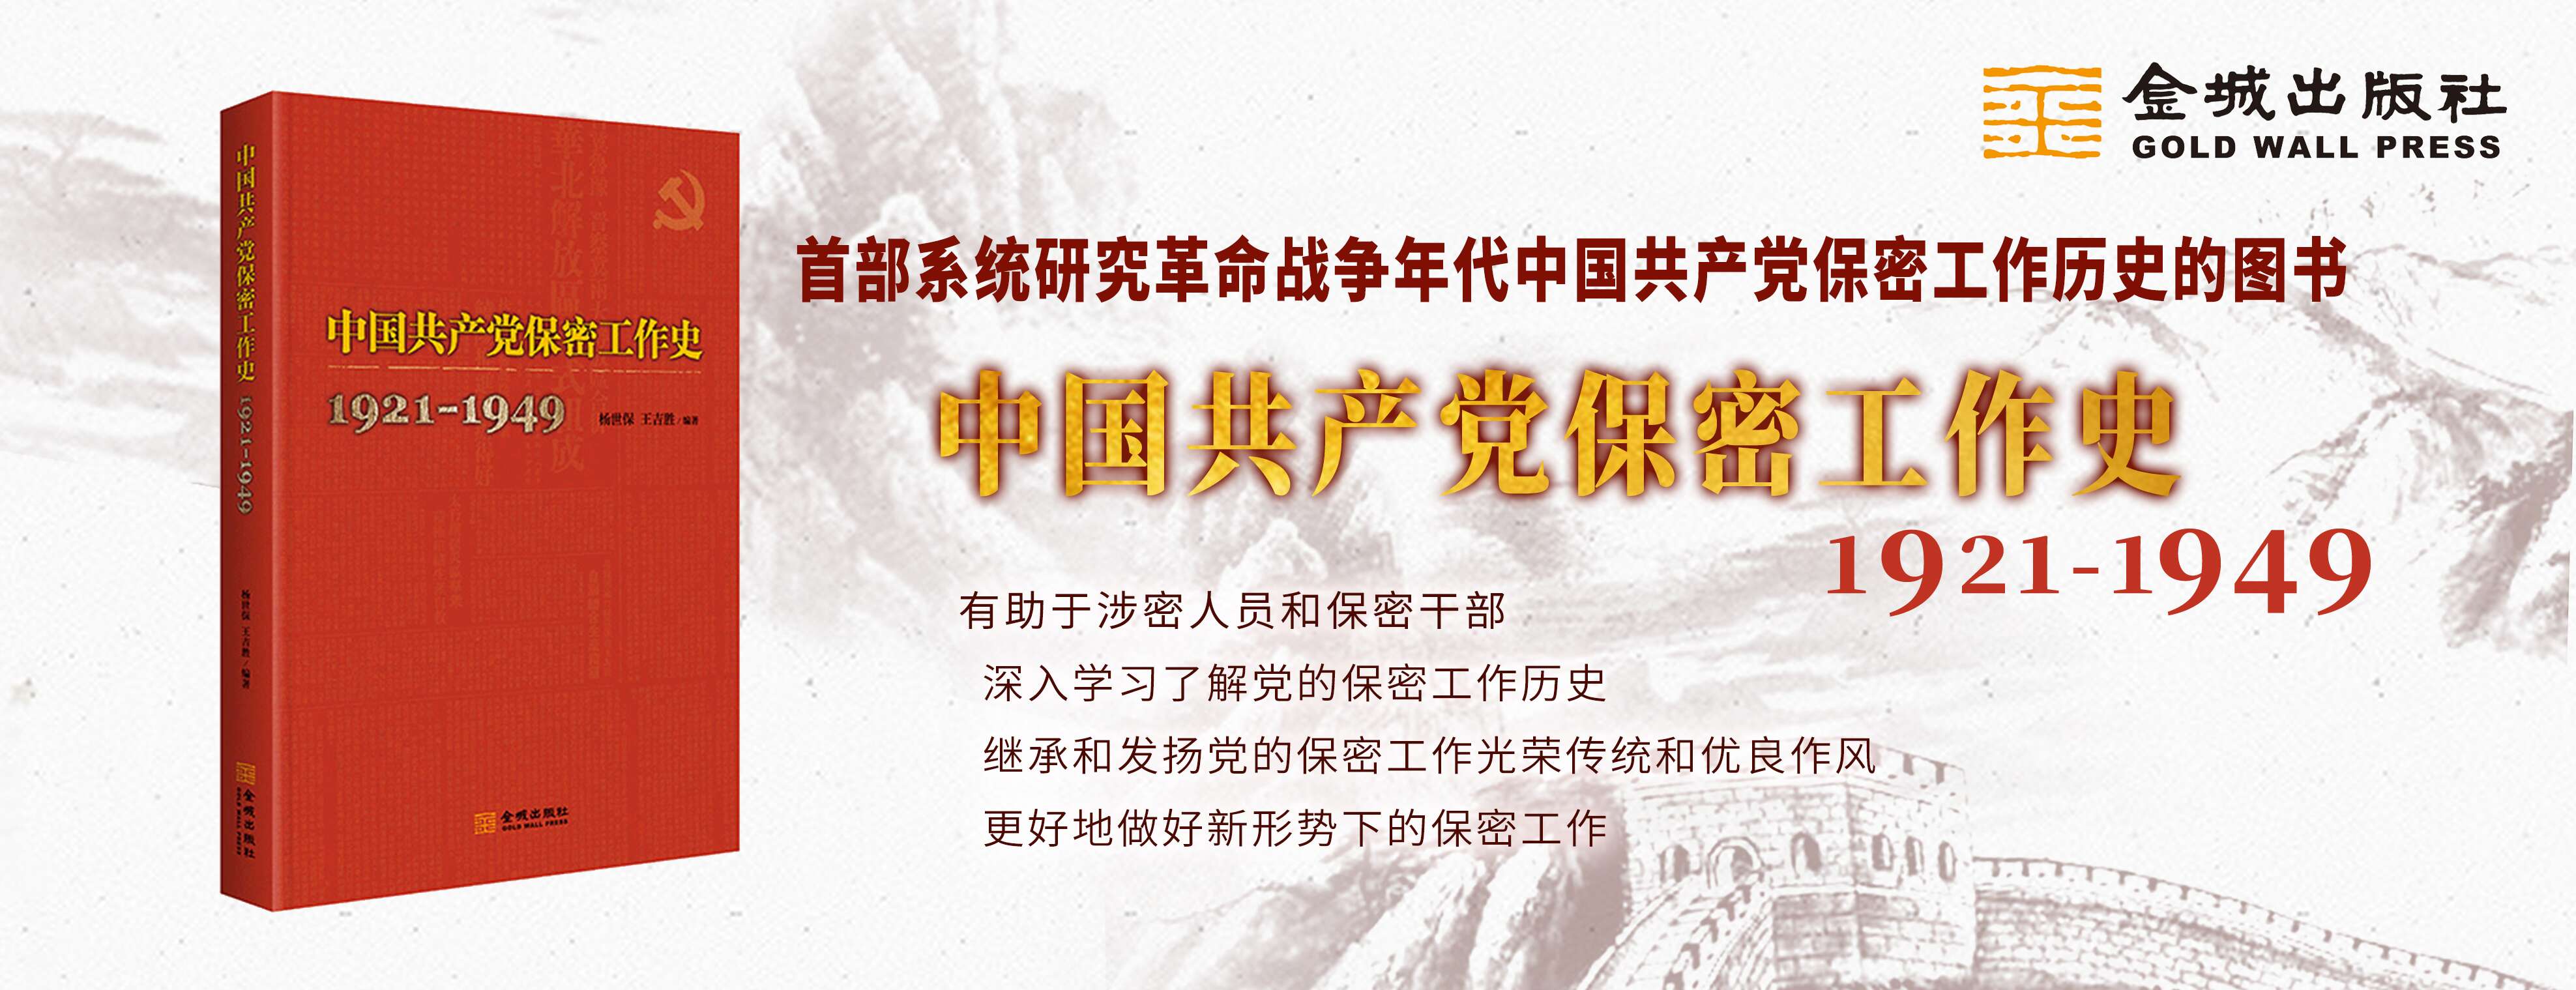 中国共产党保密工作史 1921-1949
杨世保 王吉胜/编著
金城出版社
GOLD WALL PRESS
華北解放區
中国共产党保密工作史
1921-1949
杨世保 王吉胜/编著
金城出版社
GOLD WALL PRESS
金城出版社
GOLD WALL PRESS
首部系统研究革命战争年代中国共产党保密工作历史的图书
中国共产党保密工作史
1921-1949
有助于涉密人员和保密干部
深入学习了解党的保密工作历史
继承和发扬党的保密工作光荣传统和优良作风
更好地做好新形势下的保密工作